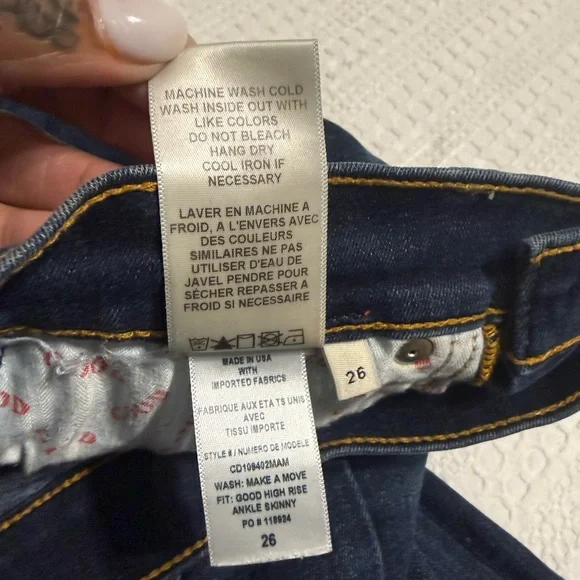 MACHINE WASH COLD
WASH INSIDE OUT WITH
LIKE COLORS
DO NOT BLEACH
HANG DRY
COOL IRON IF
NECESSARY
LAVER EN MACHINE A
FROID, A L'ENVERS AVEC
DES COULEURS
SIMILAIRES NE PAS
UTILISER D'EAU DE
JAVEL PENDRE POUR
SÉCHER REPASSER A
FROID SI NECESSARY
MADE IN USA
WITH
IMPORTED FABRICS
FABRIQUE AUX ETATS UNIS
AVEC
TISSU IMPORTE
STYLE # / NUMERO DE MODELE
CD109402MAM
WASH: MAKE A MOVE
FIT: GOOD HIGH RISE
ANKLE SKINNY
PO # 118924
26
26